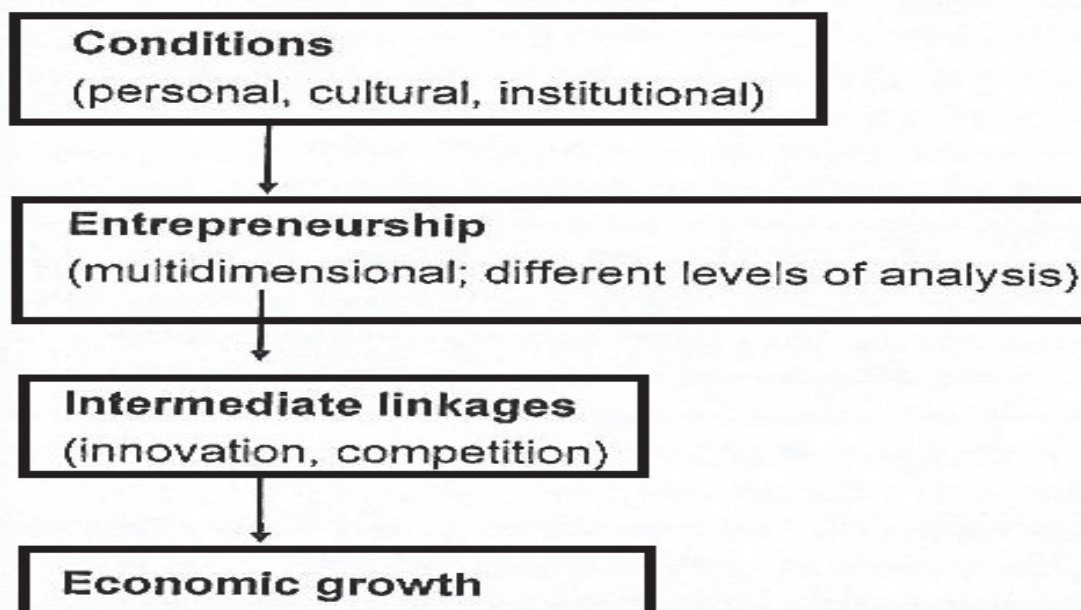 Conditions
(personal, cultural, institutional)
Entrepreneurship
(multidimensional; different levels of analysis)
Intermediate linkages
(innovation, competition)
Economic growth